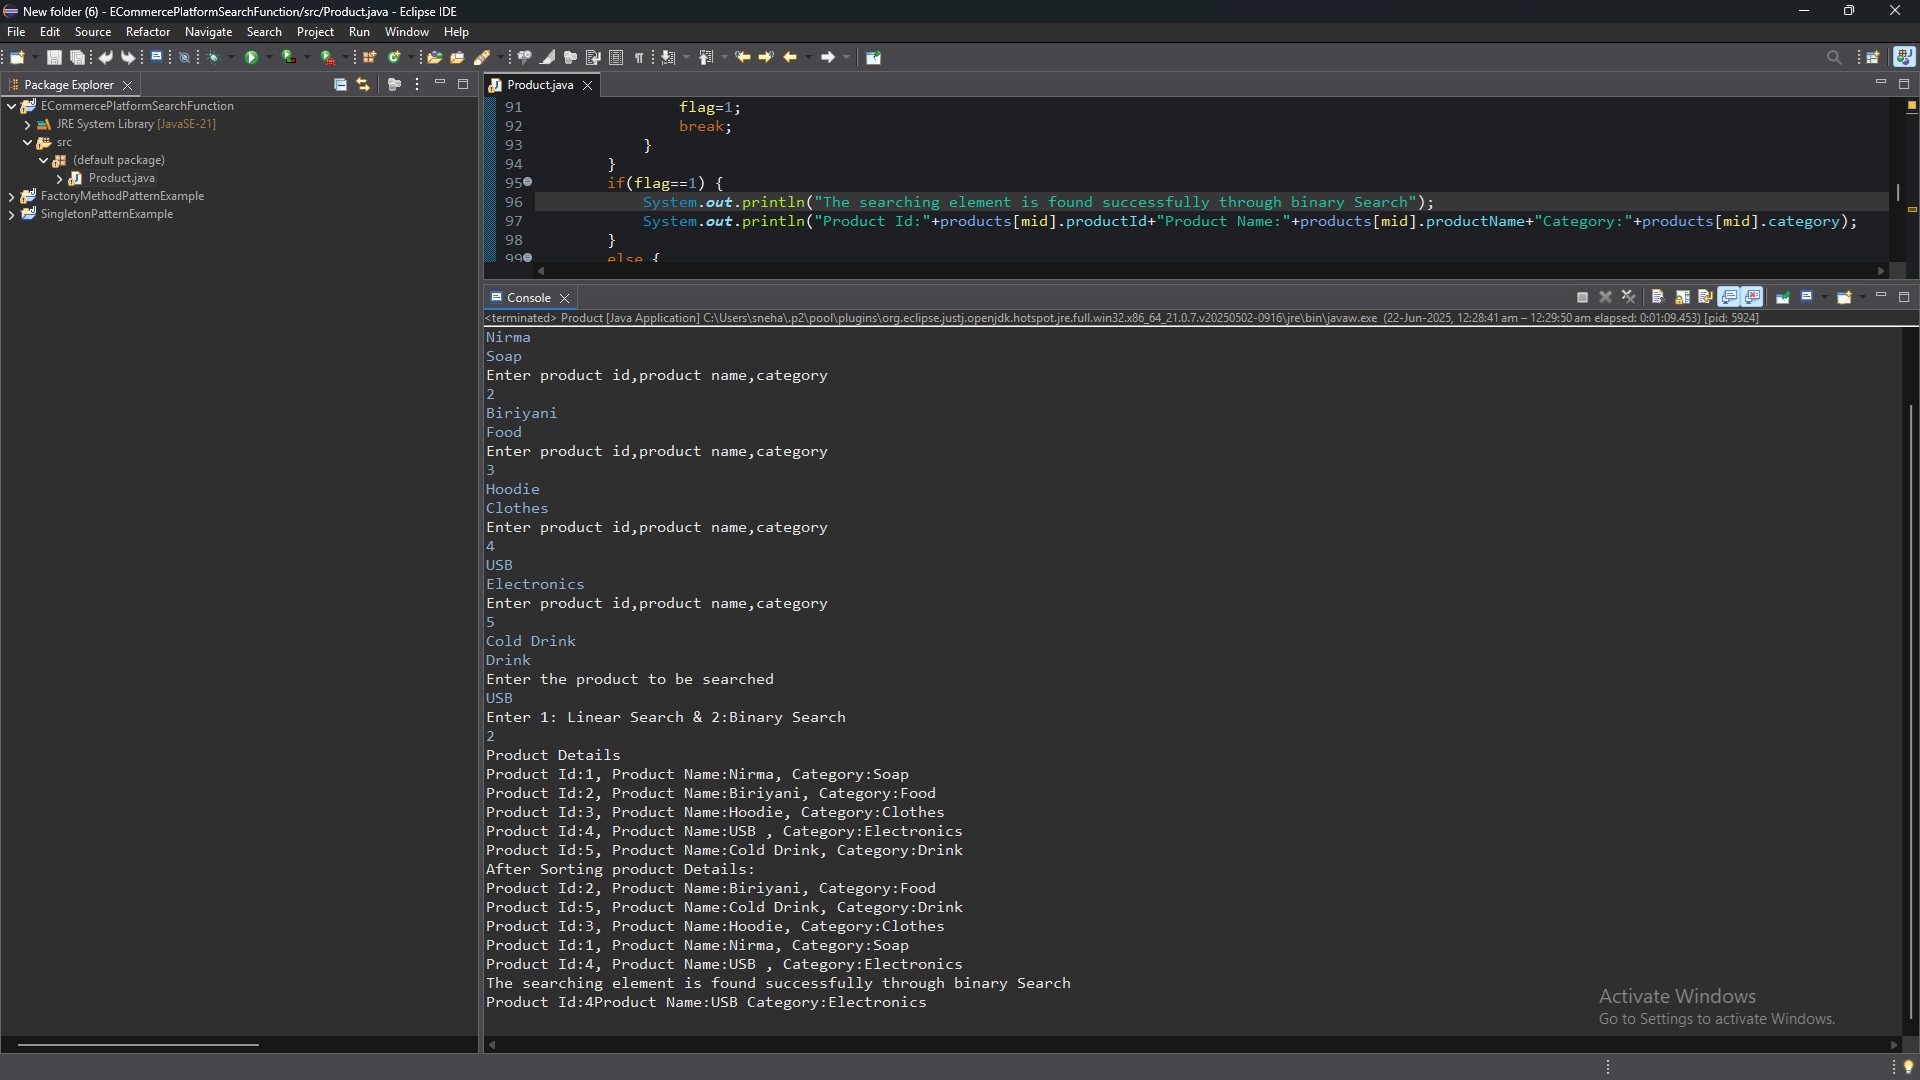 New folder (6) - ECommercePlatformSearchFunction/src/Product.java - Eclipse IDE
File Edit Source Refactor Navigate Search Project Run Window Help
Package Explorer
ECommercePlatformSearchFunction
JRE System Library [JavaSE-21]
src
(default package)
Product.java
FactoryMethodPatternExample
SingletonPatternExample
Product.java
91 flag=1;
92 break;
93 }
94 }
95 if(flag==1) {
96 System.out.println("The searching element is found successfully through binary Search");
97 System.out.println("Product Id:"+products[mid].productId+"Product Name:"+products[mid].productName+"Category:"+products[mid].category);
98 }
99 else {
Console
<terminated> Product [Java Application] C:\Users\sneha\.p2\pool\plugins\org.eclipse.justj.openjdk.hotspot.jre.full.win32.x86_64_21.0.7.v20250502-0916\jre\bin\javaw.exe (22-Jun-2025, 12:28:41 am – 12:29:50 am elapsed: 0:01:09.453) [pid: 5924]
Nirma
Soap
Enter product id,product name,category
2
Biriyani
Food
Enter product id,product name,category
3
Hoodie
Clothes
Enter product id,product name,category
4
USB
Electronics
Enter product id,product name,category
5
Cold Drink
Drink
Enter the product to be searched
USB
Enter 1: Linear Search & 2:Binary Search
2
Product Details
Product Id:1, Product Name:Nirma, Category:Soap
Product Id:2, Product Name:Biriyani, Category:Food
Product Id:3, Product Name:Hoodie, Category:Clothes
Product Id:4, Product Name:USB , Category:Electronics
Product Id:5, Product Name:Cold Drink, Category:Drink
After Sorting product Details:
Product Id:2, Product Name:Biriyani, Category:Food
Product Id:5, Product Name:Cold Drink, Category:Drink
Product Id:3, Product Name:Hoodie, Category:Clothes
Product Id:1, Product Name:Nirma, Category:Soap
Product Id:4, Product Name:USB , Category:Electronics
The searching element is found successfully through binary Search
Product Id:4Product Name:USB Category:Electronics
Activate Windows
Go to Settings to activate Windows.